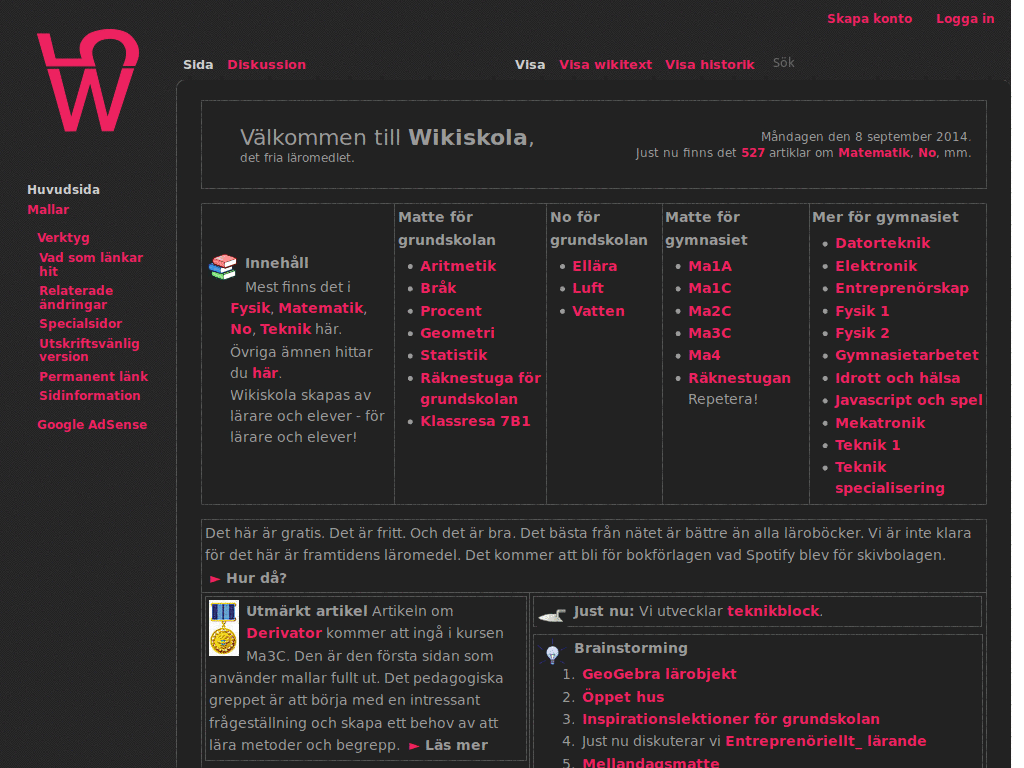 Skapa konto Logga in
Sida Diskussion Visa Visa wikitext Visa historik Sök
W
Huvudsida
Mallar
Verktyg
Vad som länkar
hit
Relaterade
ändringar
Specialsidor
Utskriftsvänlig
version
Permanent länk
Sidinformation
Google AdSense
Välkommen till Wikiskola,
det fria läromedlet.
Måndagen den 8 september 2014.
Just nu finns det 527 artiklar om Matematik, No, mm.
Innehåll
Mest finns det i
Fysik, Matematik,
No, Teknik här.
Övriga ämnen hittar
du här.
Wikiskola skapas av
lärare och elever - för
lärare och elever!
Matte för
grundskolan
• Aritmetik
• Bråk
• Procent
• Geometri
• Statistik
• Räknestuga för
grundskolan
• Klassresa 7B1
No för
grundskolan
• Ellära
• Luft
• Vatten
Matte för
gymnasiet
• Ma1A
• Ma1C
• Ma2C
• Ma3C
• Ma4
• Räknestugan
Repetera!
Mer för gymnasiet
• Datorteknik
• Elektronik
• Entreprenörskap
• Fysik 1
• Fysik 2
• Gymnasietarbetet
• Idrott och hälsa
• Javascript och spel
• Mekatronik
• Teknik 1
• Teknik
specialisering
Det här är gratis. Det är fritt. Och det är bra. Det bästa från nätet är bättre än alla läroböcker. Vi är inte klara
för det här är framtidens läromedel. Det kommer att bli för bokförlagen vad Spotify blev för skivbolagen.
► Hur då?
Utmärkt artikel Artikeln om
Derivator kommer att ingå i kursen
Ma3C. Den är den första sidan som
använder mallar fullt ut. Det pedagogiska
greppet är att börja med en intressant
frågeställning och skapa ett behov av att
lära metoder och begrepp. ► Läs mer
Just nu: Vi utvecklar teknikblock.
Brainstorming
1. GeoGebra lärobjekt
2. Öppet hus
3. Inspirationslektioner för grundskolan
4. Just nu diskuterar vi Entreprenöriellt_ lärande
5. Mellandagsmatte